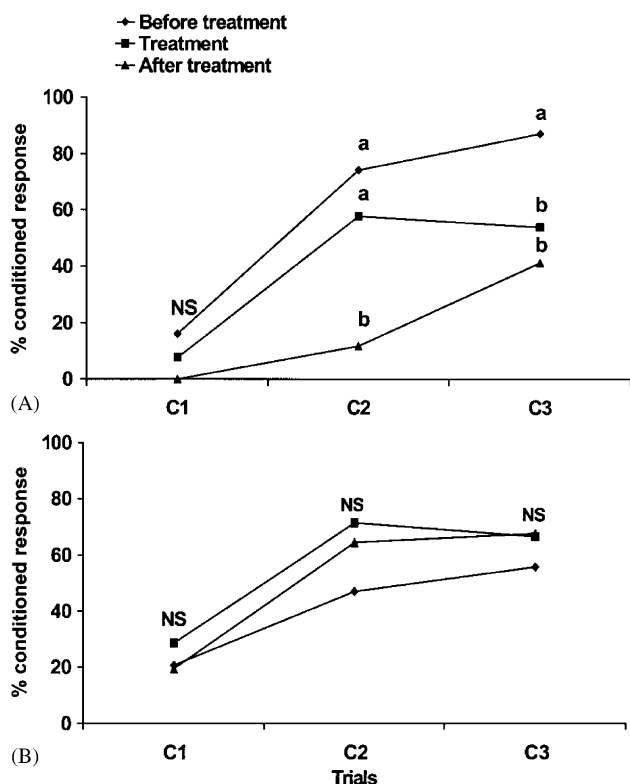 Before treatment
Treatment
After treatment
% conditioned response
100
80
60
40
20
0
NS
a
a
b
a
b
b
(A)
C1 C2 C3
% conditioned response
100
80
60
40
20
0
NS
NS
NS
(B)
C1 C2 C3
Trials